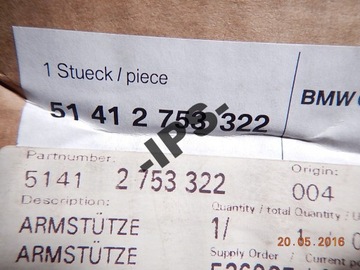 1 Stueck / piece
51 41 2 753 322
BMW
.IPS.
Partnumber:
Origin:
5141 2 753 322
004
Description:
Quantity / total Quantity /
ARMSTÜTZE
1/
ARMSTÜTZE
Supply Order / Current
20.05.2016